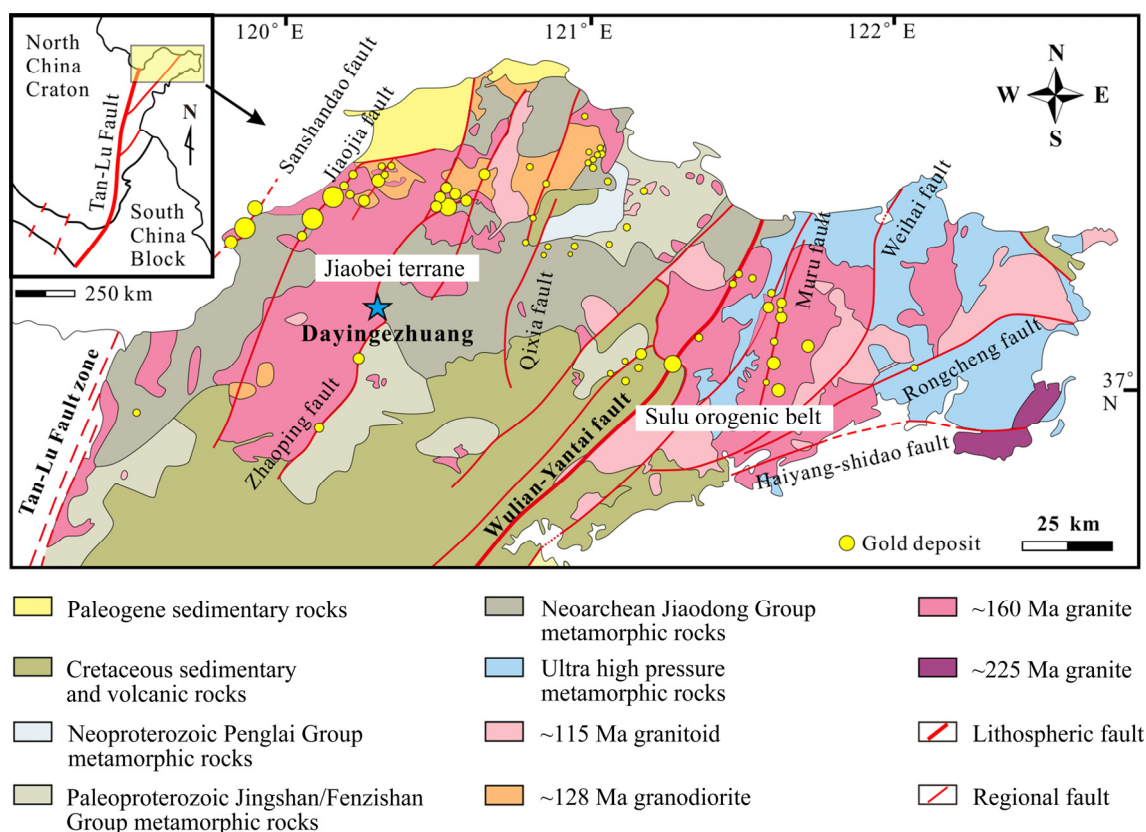 120° E
121° E
122° E
North
China
Craton
Tan-Lu Fault
N
South
China
Block
250 km
Sanshandao fault
Jiaojia fault
N
W
E
S
Weihai fault
Muru fault
Jiaobei terrane
Dayingezhuang
Qixia fault
Rongcheng fault
37°
N
Tan-Lu Fault zone
Zhaoping fault
Sulu orogenic belt
Wulian-Yantai fault
Haiyang-shidao fault
Gold deposit
25 km
Paleogene sedimentary rocks
Cretaceous sedimentary
and volcanic rocks
Neoproterozoic Penglai Group
metamorphic rocks
Paleoproterozoic Jingshan/Fenzishan
Group metamorphic rocks
Neoarchean Jiaodong Group
metamorphic rocks
Ultra high pressure
metamorphic rocks
~115 Ma granitoid
~128 Ma granodiorite
~160 Ma granite
~225 Ma granite
Lithospheric fault
Regional fault